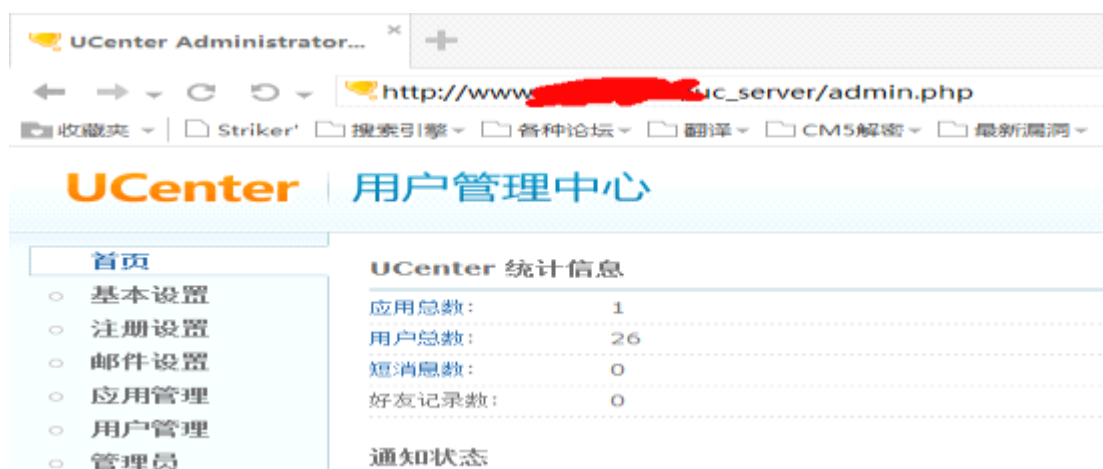 UCenter Administrator...
http://www
uc_server/admin.php
收藏夹 Striker' 搜索引擎 各种论坛 翻译 CM5解密 最新漏洞
UCenter 用户管理中心
首页
基本设置
注册设置
邮件设置
应用管理
用户管理
管理员
UCenter 统计信息
应用总数: 1
用户总数: 26
短消息数: 0
好友记录数: 0
通知状态